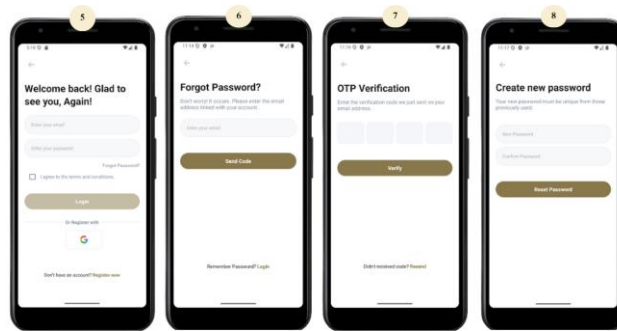 5
Welcome back! Glad to
see you, Again!
Enter your email
Enter your password
Forgot Password?
I agree to the terms and conditions.
Login
Or Register with
G
Don't have an account? Register now
6
Forgot Password?
Don't worry! It occurs. Please enter the email
address linked with your account.
Enter your email
Send Code
Remember Password? Login
7
OTP Verification
Enter the verification code we just sent on your
email address.
Verify
Didn't received code? Resend
8
Create new password
Your new password must be unique from those
previously used.
New Password
Confirm Password
Reset Password